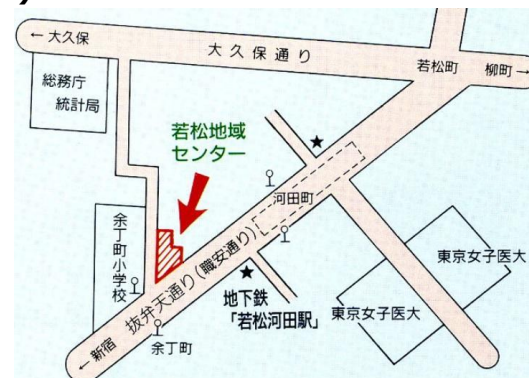 ← 大久保
大久保通り
若松町
柳町 →
総務庁
統計局
若松地域
センター
河田町
余丁町小学校
抜弁天通り(職安通り)
東京女子医大
地下鉄
「若松河田駅」
東京女子医大
← 新宿
余丁町